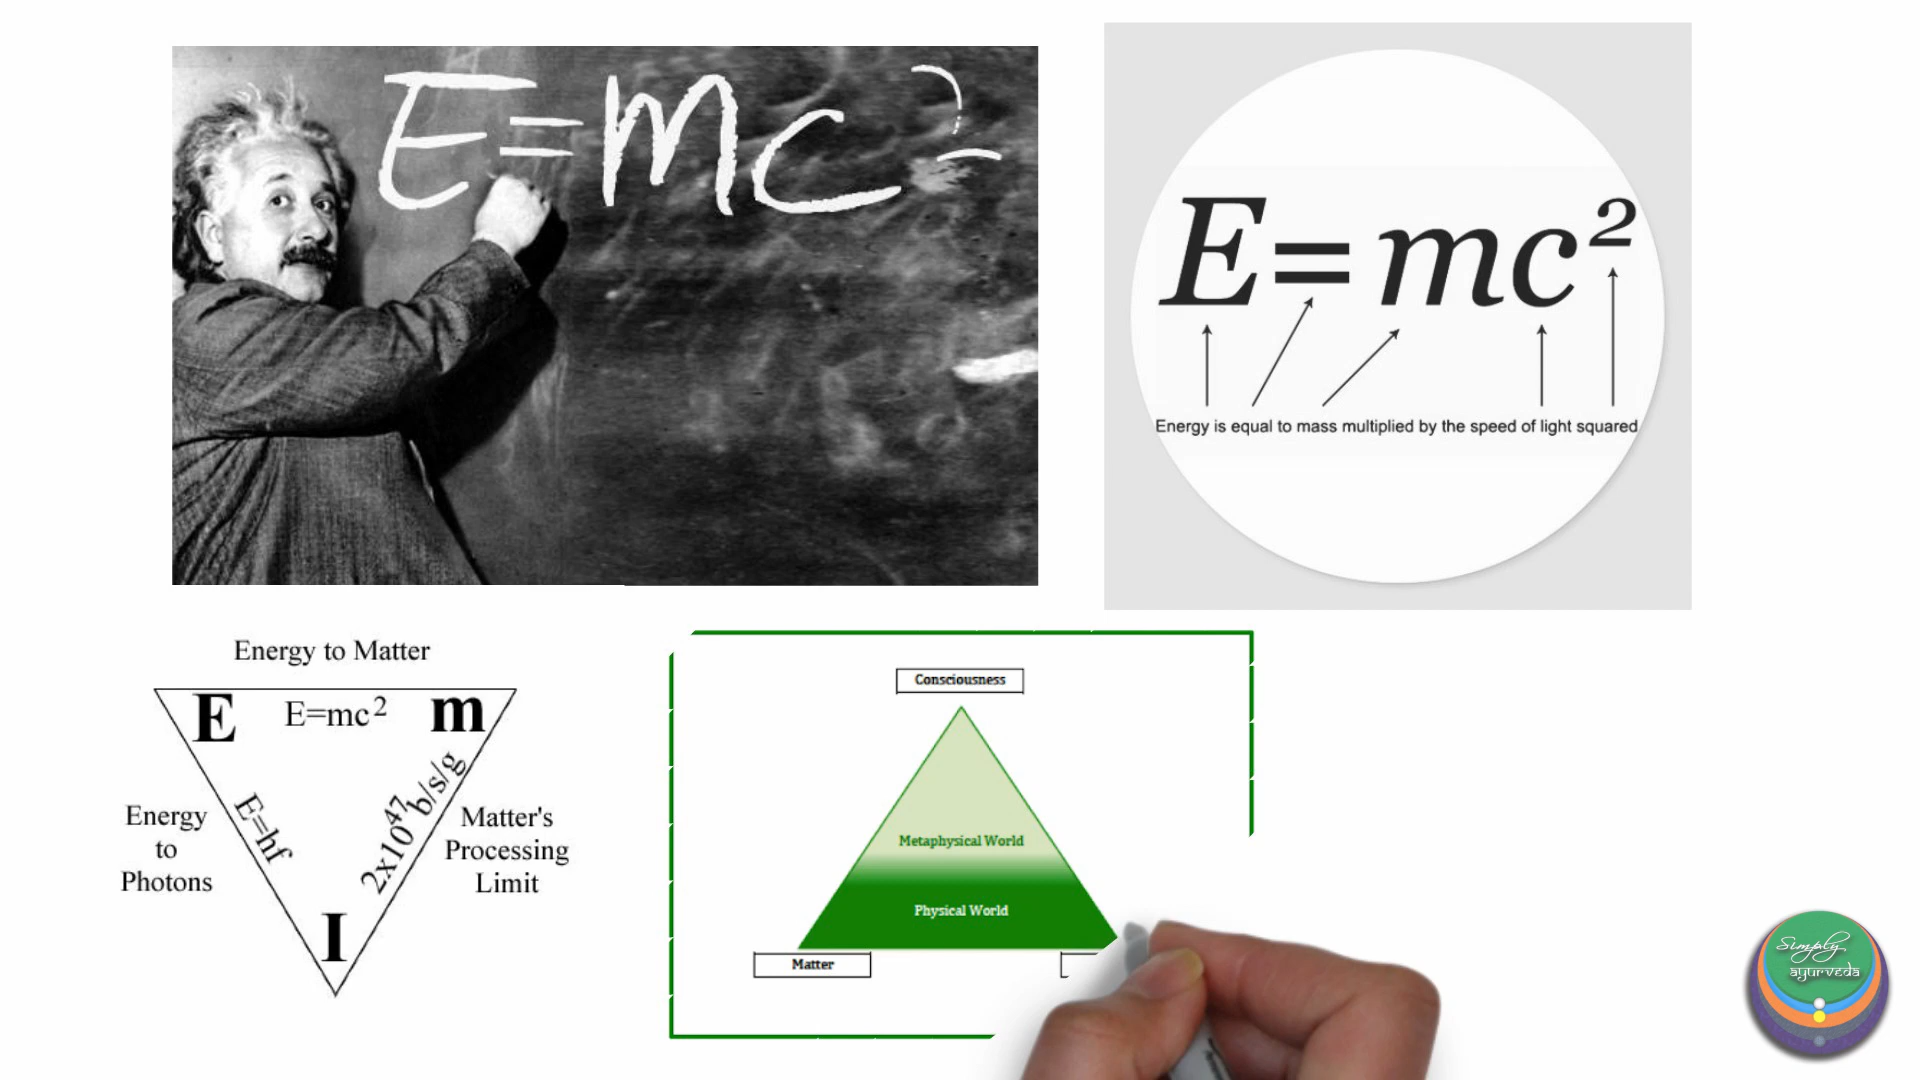 E=mc2
E=mc²
Energy is equal to mass multiplied by the speed of light squared
Energy to Matter
E E=mc² m
E=hf
2x10⁴⁷b/s/g
Energy
to
Photons
Matter's
Processing
Limit
I
Consciousness
Metaphysical World
Physical World
Matter
Simply
ayurveda